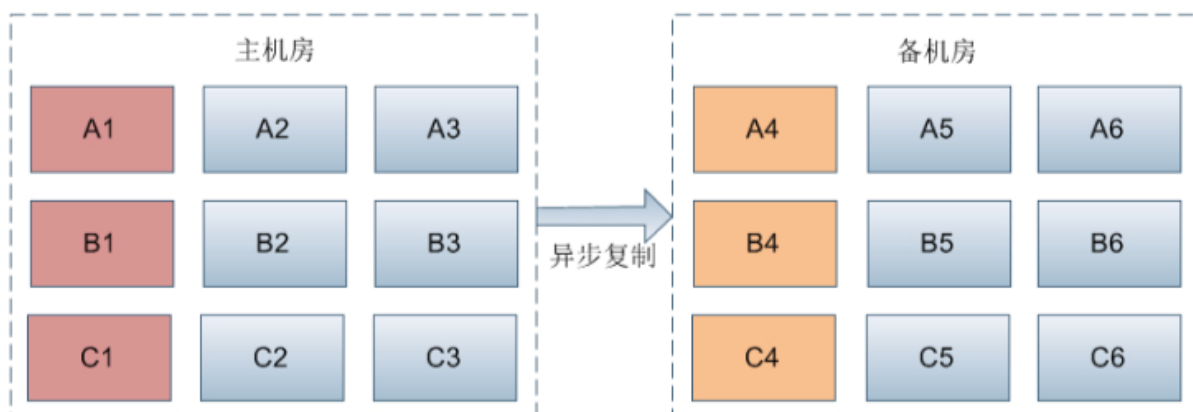 主机房
备机房
A1 A2 A3
A4 A5 A6
B1 B2 B3
异步复制
B4 B5 B6
C1 C2 C3
C4 C5 C6